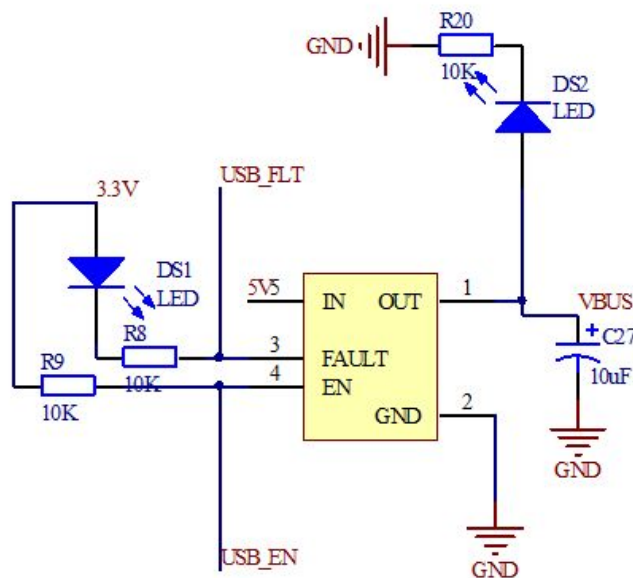 R20
GND
10K
DS2
LED
USB_FLT
3.3V
DS1
LED
5V5
IN
OUT
1
VBUS
R8
3
FAULT
C27
R9
10K
4
EN
10uF
10K
GND
2
GND
GND
USB_EN